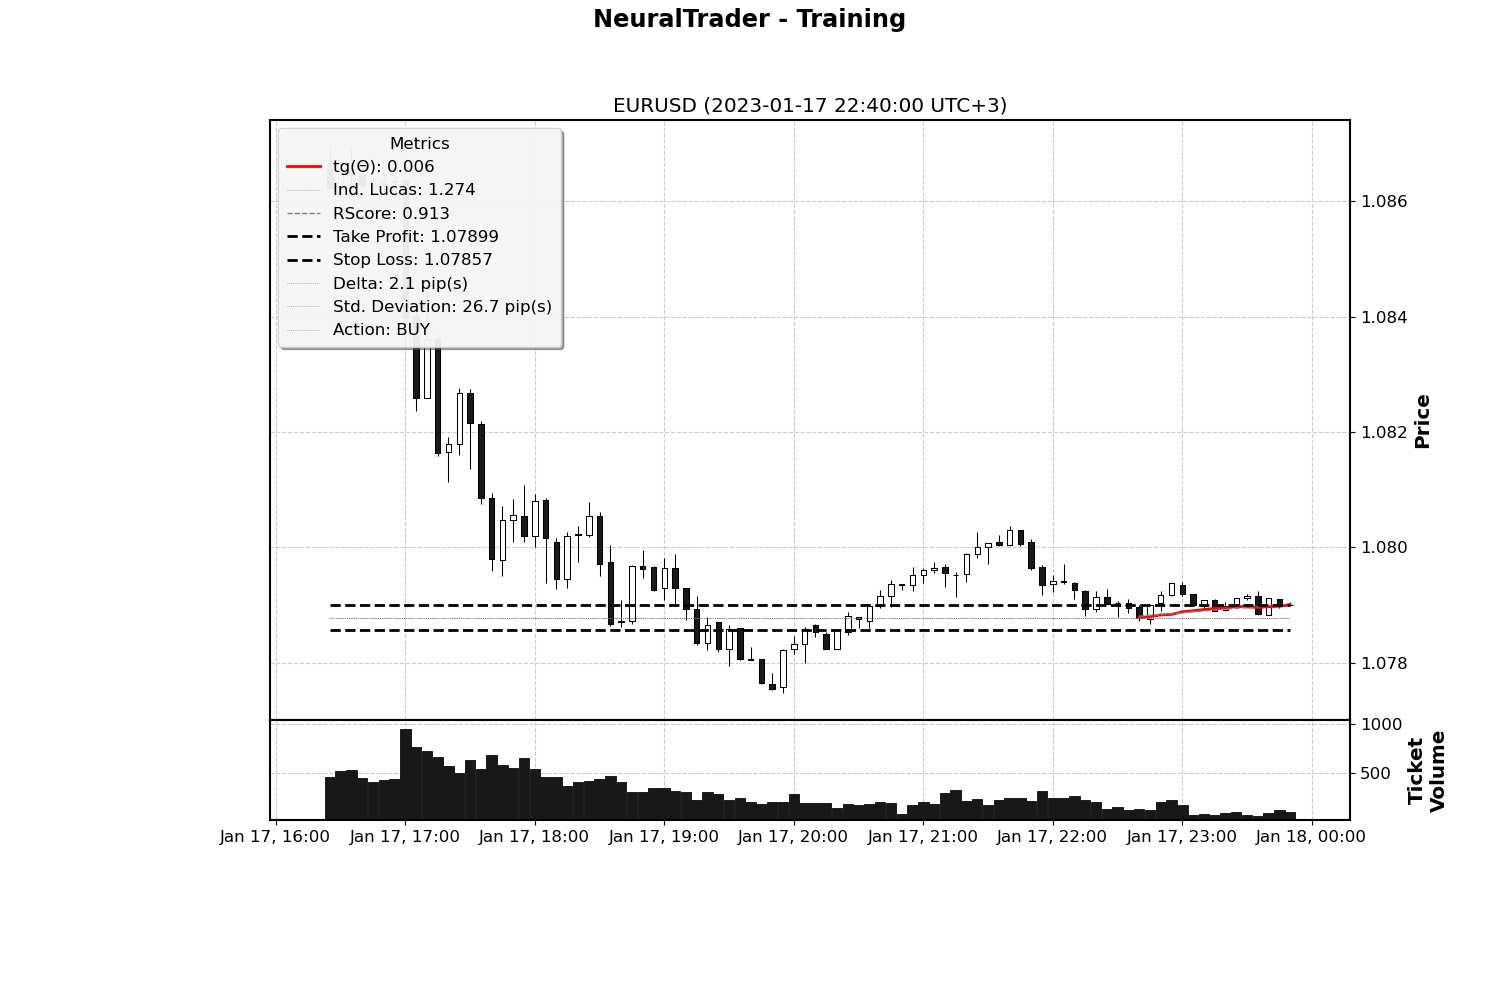 NeuralTrader - Training
EURUSD (2023-01-17 22:40:00 UTC+3)
Metrics
tg(Θ): 0.006
Ind. Lucas: 1.274
RScore: 0.913
Take Profit: 1.07899
Stop Loss: 1.07857
Delta: 2.1 pip(s)
Std. Deviation: 26.7 pip(s)
Action: BUY
1.086
1.084
1.082
1.080
1.078
Price
1000
500
Ticket
Volume
Jan 17, 16:00
Jan 17, 17:00
Jan 17, 18:00
Jan 17, 19:00
Jan 17, 20:00
Jan 17, 21:00
Jan 17, 22:00
Jan 17, 23:00
Jan 18, 00:00